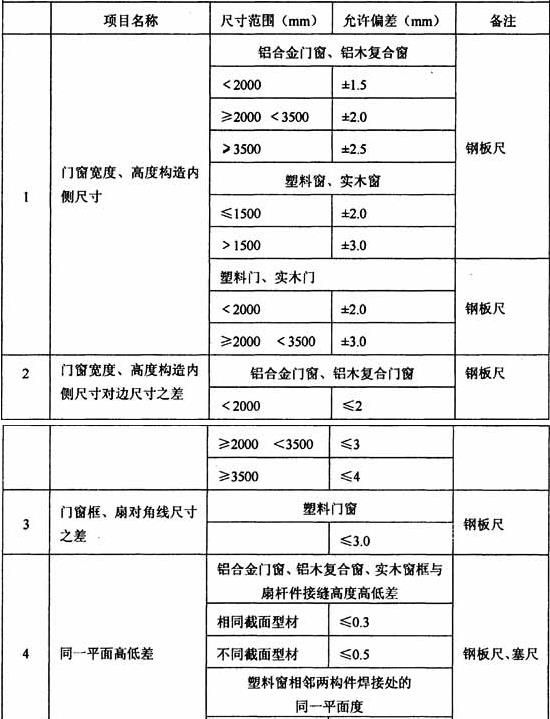 项目名称 尺寸范围（mm） 允许偏差（mm） 备注
铝合金门窗、铝木复合窗
＜2000 ±1.5
≥2000 ＜3500 ±2.0
≥3500 ±2.5
钢板尺
1
门窗宽度、高度构造内
侧尺寸
塑料窗、实木窗
≤1500 ±2.0
＞1500 ±3.0
塑料门、实木门
＜2000 ±2.0
≥2000 ＜3500 ±3.0
钢板尺
2
门窗宽度、高度构造内
侧尺寸对边尺寸之差
铝合金门窗、铝木复合门窗
钢板尺
＜2000 ≤2
≥2000 ＜3500 ≤3
≥3500 ≤4
3
门窗框、扇对角线尺寸
之差
塑料门窗
≤3.0
钢板尺
4
同一平面高低差
铝合金门窗、铝木复合窗、实木窗框与
扇杆件接缝高度高低差
相同截面型材 ≤0.3
不同截面型材 ≤0.5
钢板尺、塞尺
塑料窗相邻两构件焊接处的
同一平面度